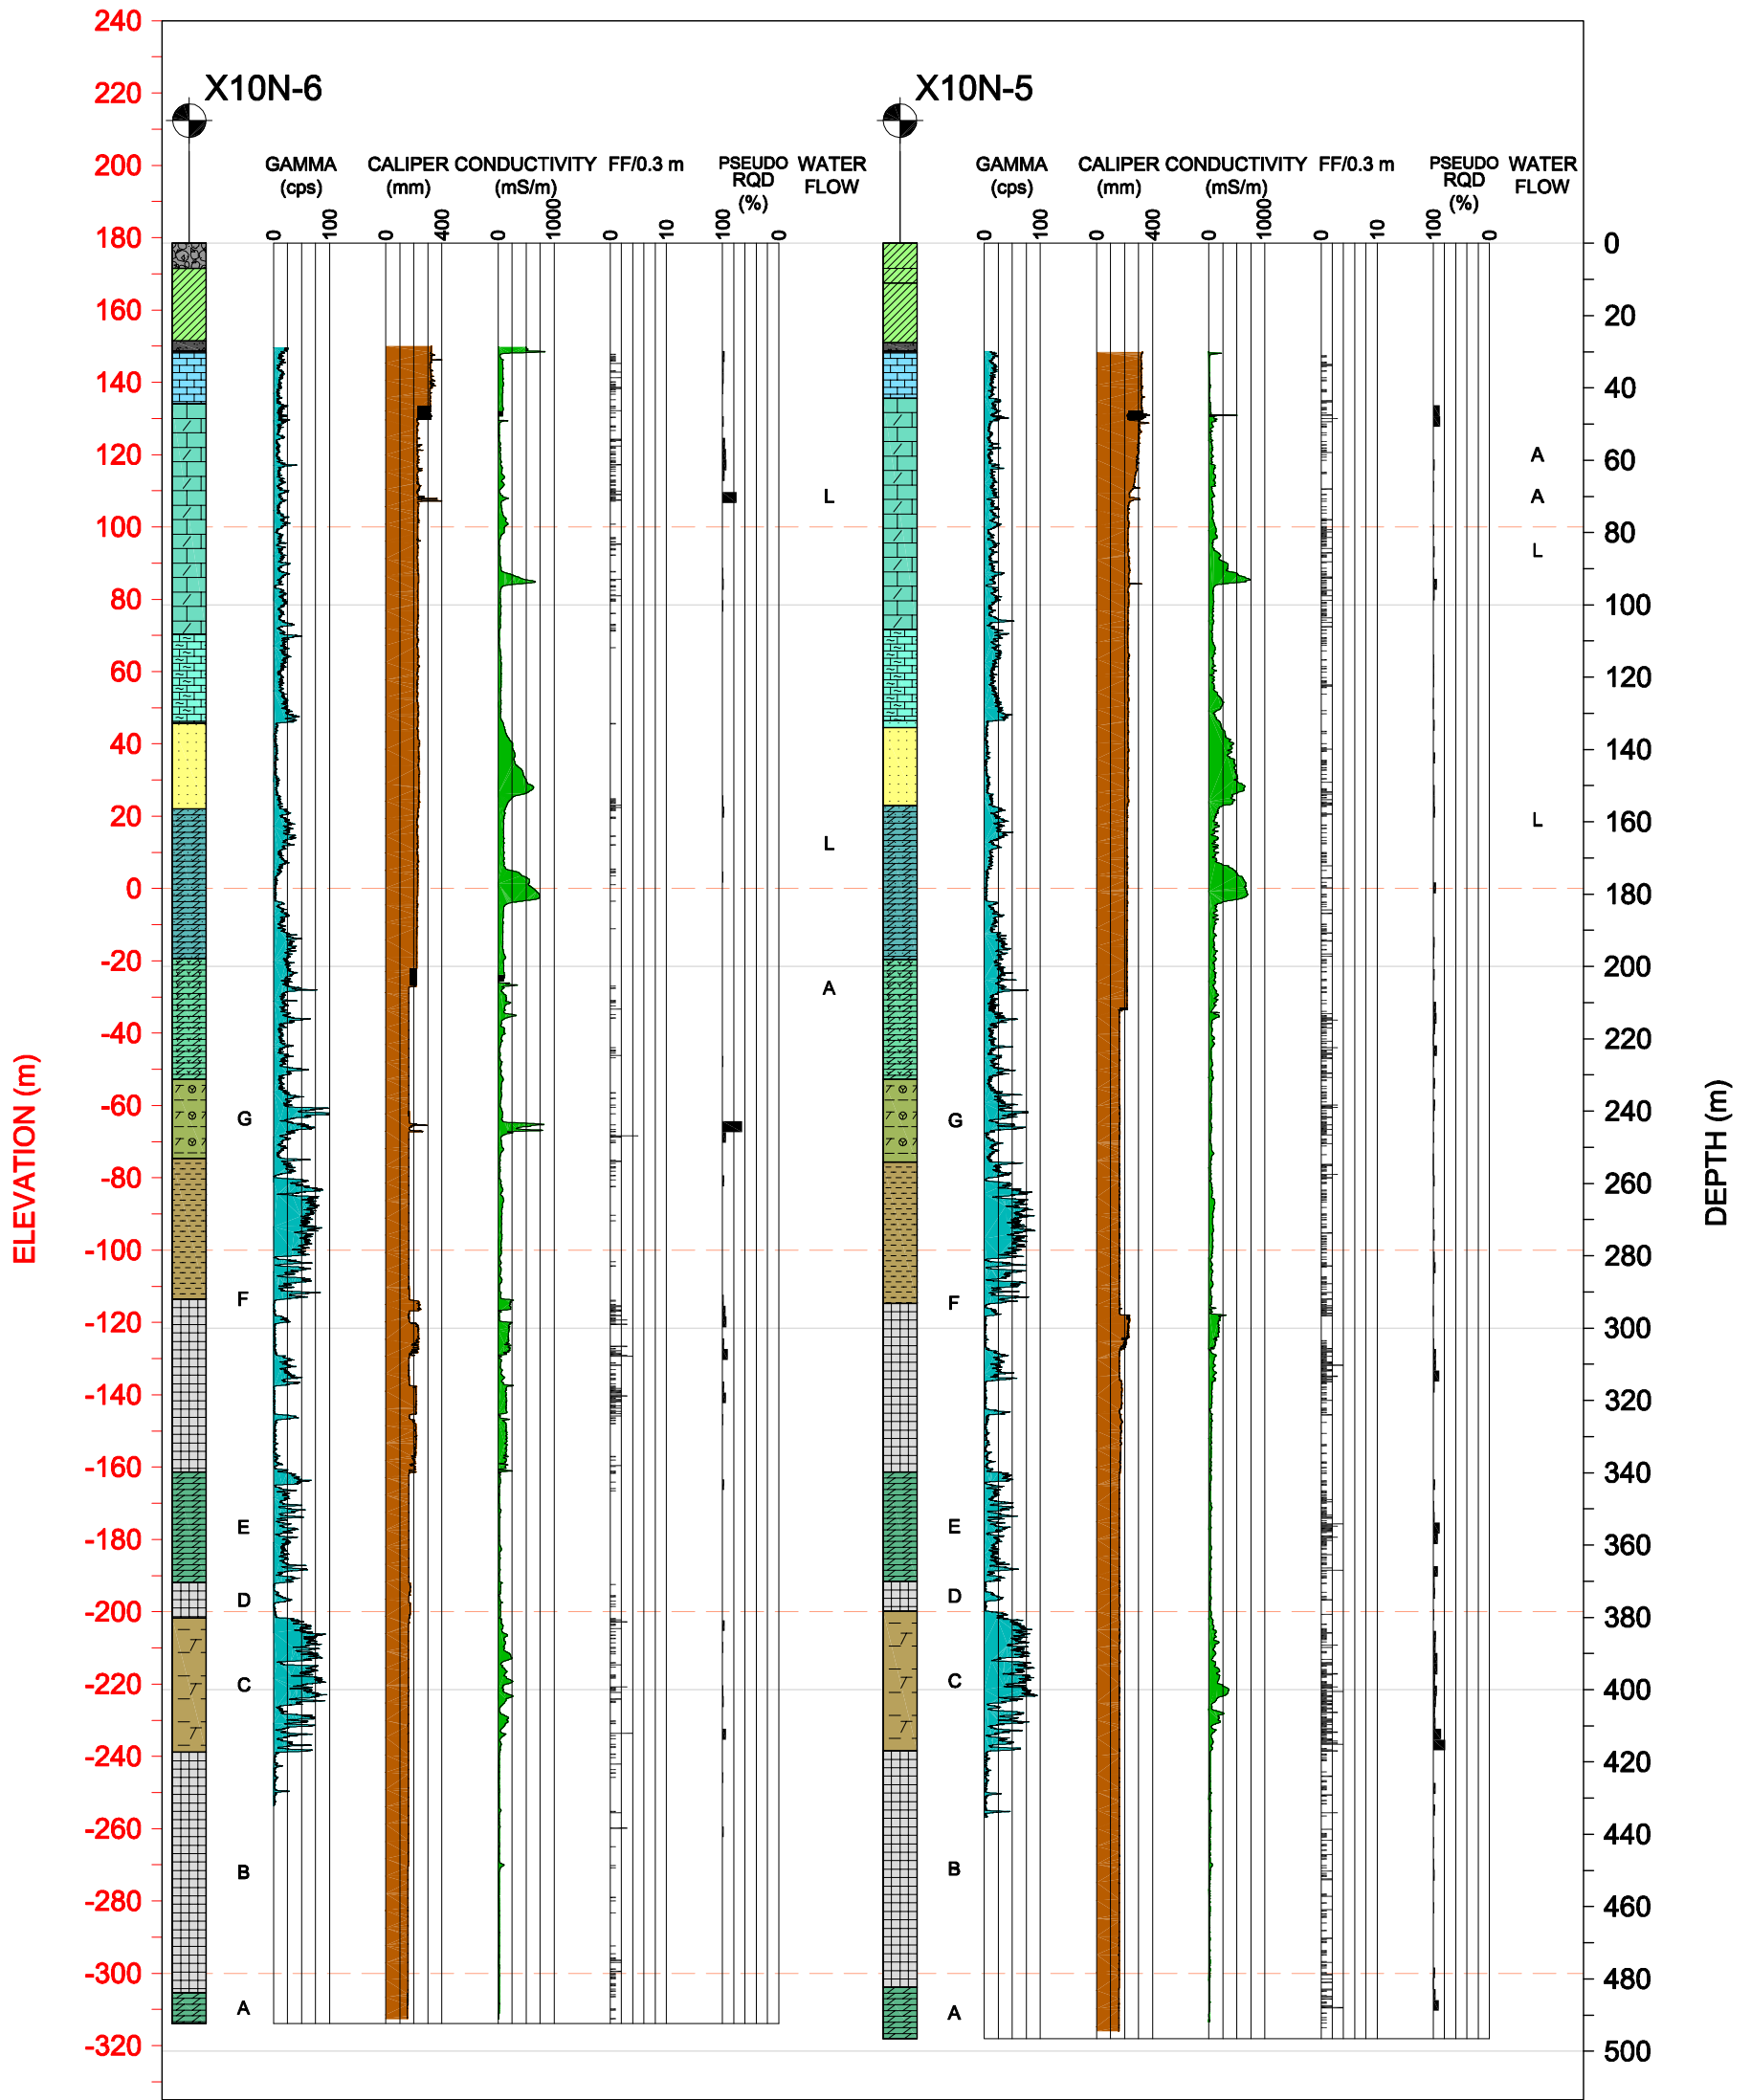 240
220
200
180
160
140
120
100
80
60
40
20
0
-20
-40
-60
-80
-100
-120
-140
-160
-180
-200
-220
-240
-260
-280
-300
-320
ELEVATION (m)
X10N-6
GAMMA
(cps)
CALIPER
(mm)
CONDUCTIVITY
(mS/m)
FF/0.3 m
PSEUDO
RQD
(%)
WATER
FLOW
0
100
0
400
0
1000
0
10
100
0
L
L
A
G
F
E
D
C
B
A
X10N-5
GAMMA
(cps)
CALIPER
(mm)
CONDUCTIVITY
(mS/m)
FF/0.3 m
PSEUDO
RQD
(%)
WATER
FLOW
0
100
0
400
0
1000
0
10
100
0
A
A
L
L
G
F
E
D
C
B
A
0
20
40
60
80
100
120
140
160
180
200
220
240
260
280
300
320
340
360
380
400
420
440
460
480
500
DEPTH (m)